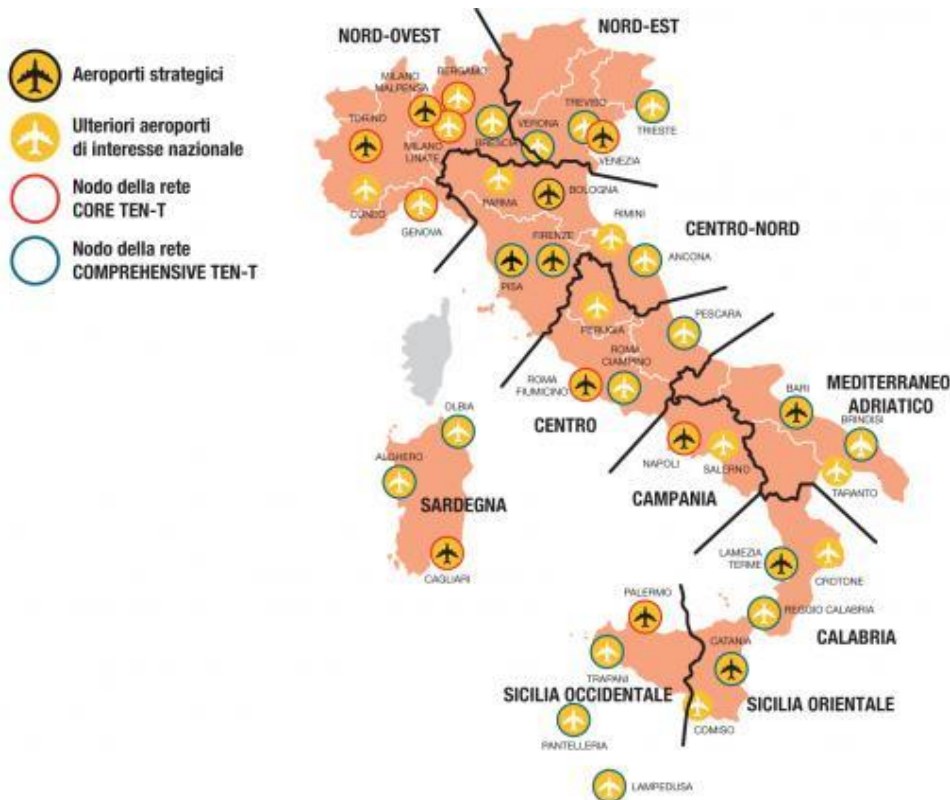 NORD-OVEST
NORD-EST
Aeroporti strategici
Ulteriori aeroporti
di interesse nazionale
Nodo della rete
CORE TEN-T
Nodo della rete
COMPREHENSIVE TEN-T
BERGAMO
MILANO
MALPENSA
TORINO
MILANO
LINATE
BRESCIA
VERONA
TREVISO
TRIESTE
VENEZIA
CUNEO
GENOVA
PARMA
BOLOGNA
RIMINI
FIRENZE
CENTRO-NORD
ANCONA
PISA
PERUGIA
PESCARA
ROMA
CIAMPINO
ROMA
FIUMICINO
CENTRO
BARI
MEDITERRANEO
ADRIATICO
BRINDISI
OLBIA
ALGHERO
SARDEGNA
CAGLIARI
NAPOLI
SALERNO
TARANTO
CAMPANIA
LAMEZIA
TERME
CROTONE
PALERMO
REGGIO CALABRIA
CALABRIA
CATANIA
TRAPANI
SICILIA OCCIDENTALE
SICILIA ORIENTALE
COMISO
PANTELLERIA
LAMPEDUSA